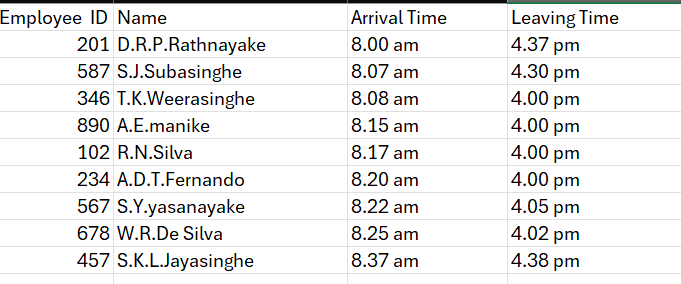 Employee ID Name Arrival Time Leaving Time
201 D.R.P.Rathnayake 8.00 am 4.37 pm
587 S.J.Subasinghe 8.07 am 4.30 pm
346 T.K.Weerasinghe 8.08 am 4.00 pm
890 A.E.manike 8.15 am 4.00 pm
102 R.N.Silva 8.17 am 4.00 pm
234 A.D.T.Fernando 8.20 am 4.00 pm
567 S.Y.yasanayake 8.22 am 4.05 pm
678 W.R.De Silva 8.25 am 4.02 pm
457 S.K.L.Jayasinghe 8.37 am 4.38 pm